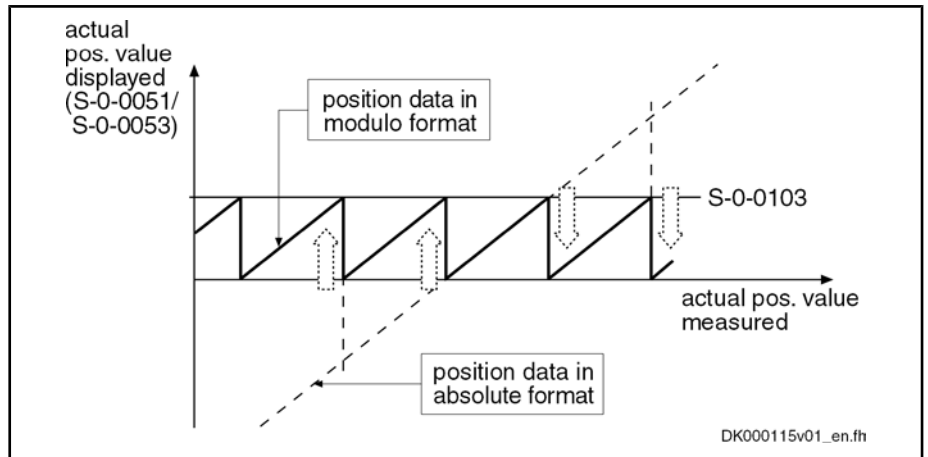 actual
pos. value
displayed
(S-0-0051/
S-0-0053)
position data in
modulo format
S-0-0103
actual pos. value
measured
position data in
absolute format
DK000115v01_en.fh